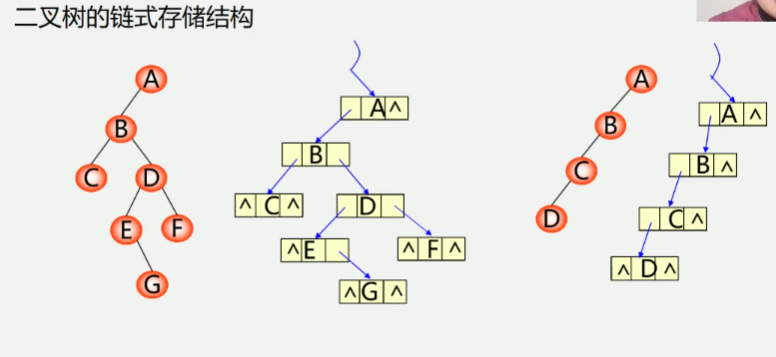 二叉树的链式存储结构
A
B
C D
E F
G
A ^
B
^ C ^ D
^ E ^ F ^
^ G ^
A
B
C
D
A ^
B ^
C ^
^ D ^